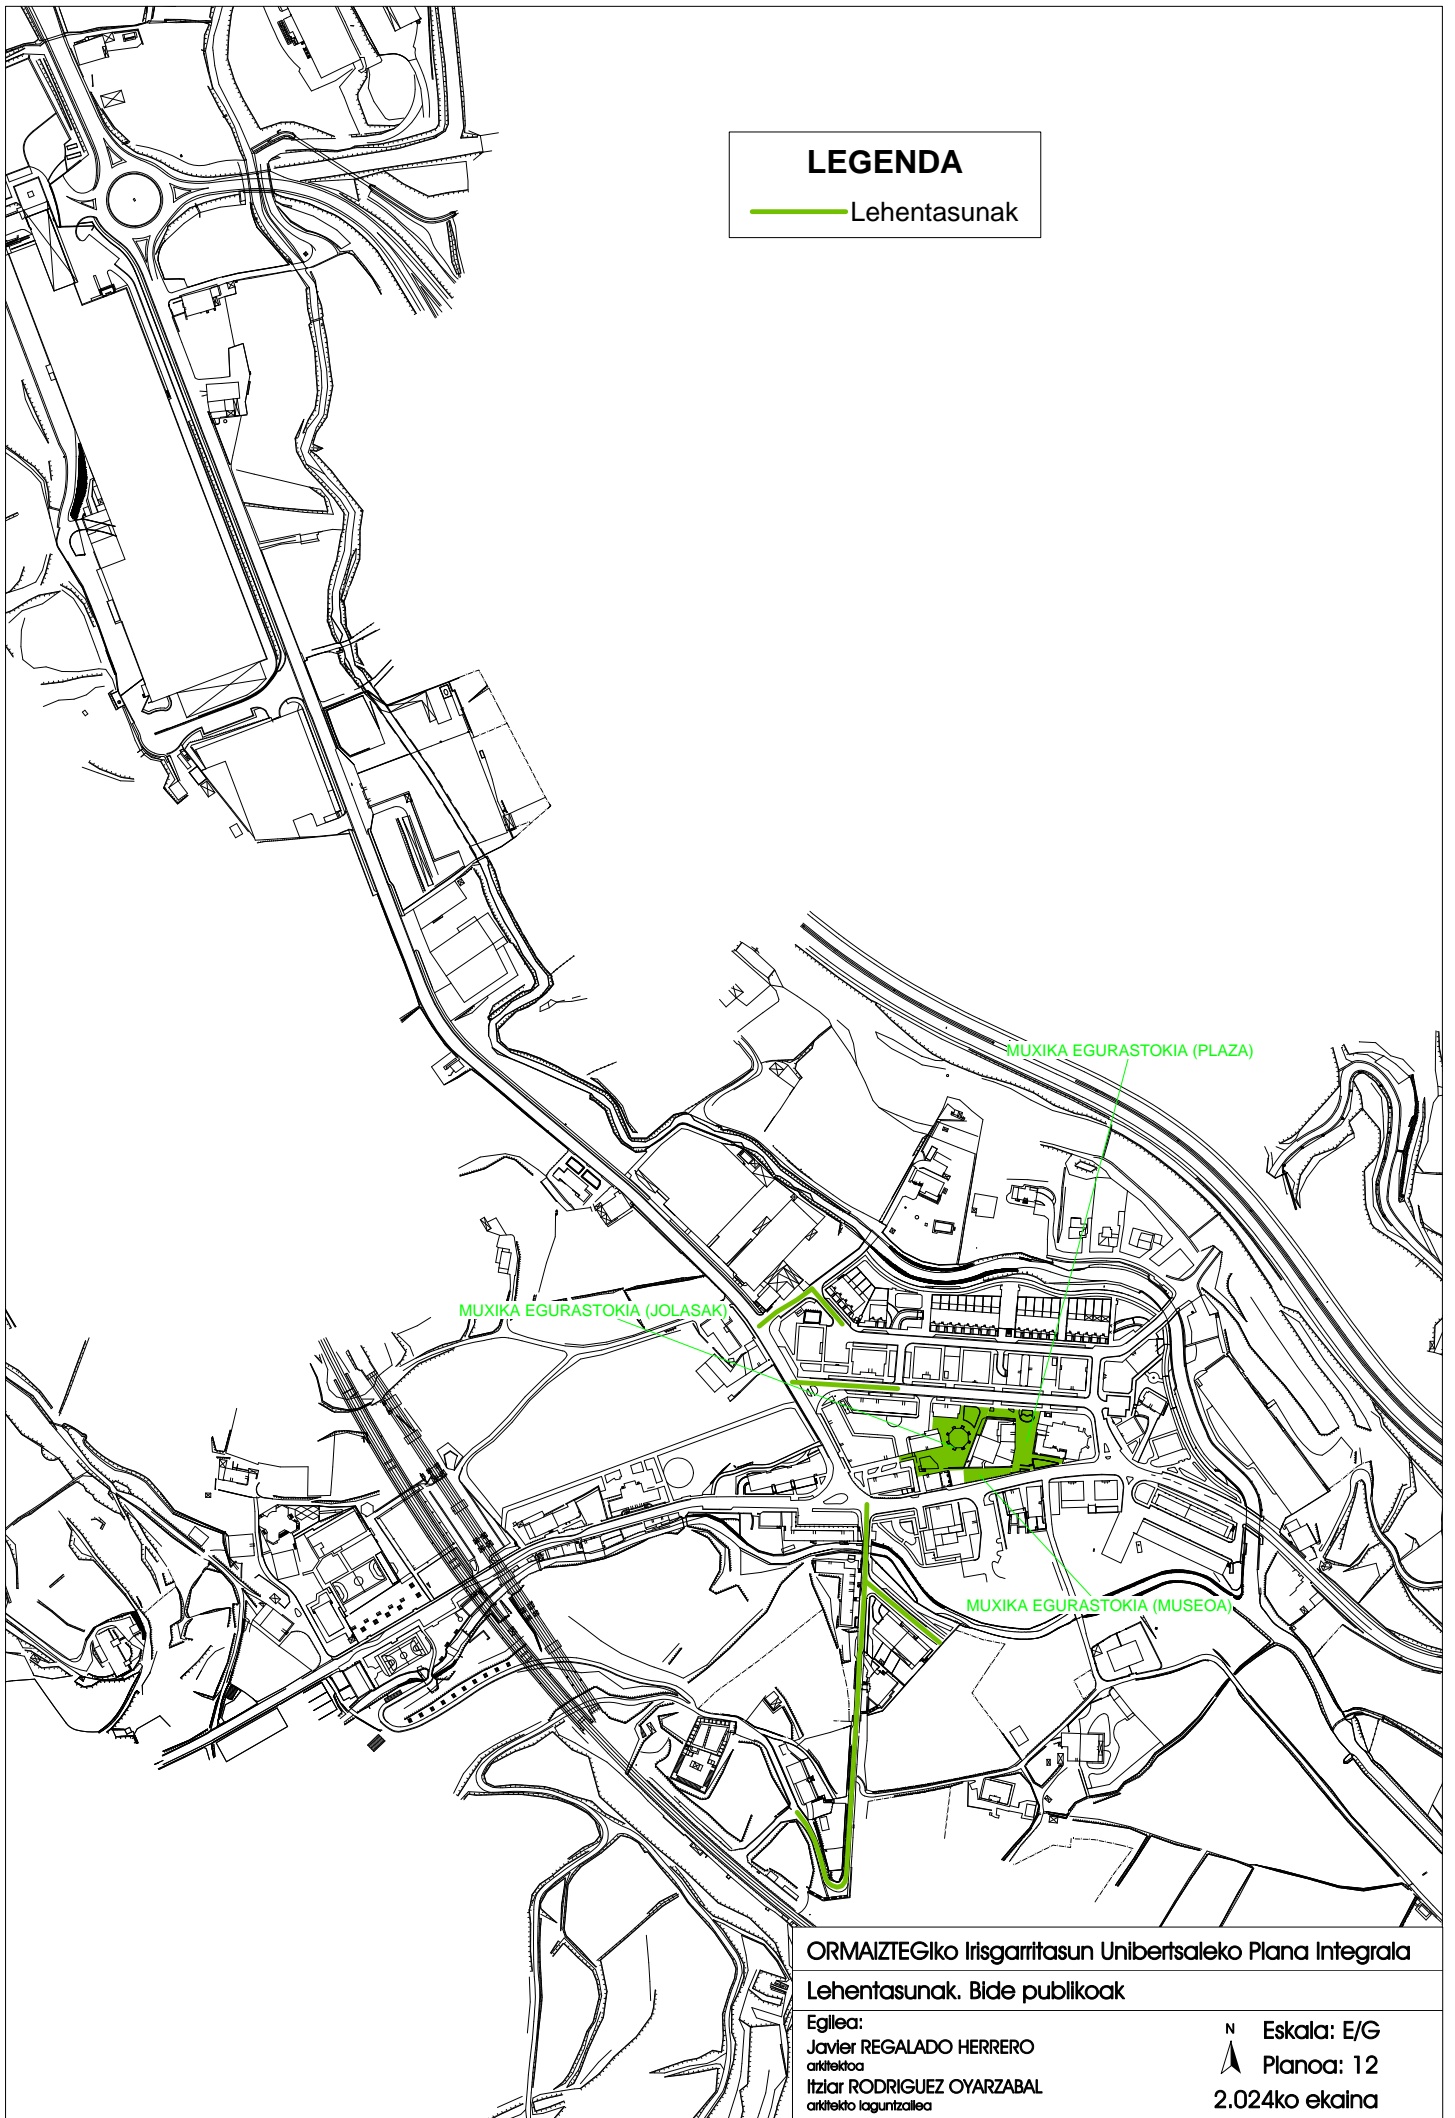 LEGENDA
Lehentasunak
MUXIKA EGURASTOKIA (PLAZA)
MUXIKA EGURASTOKIA (JOLASAK)
MUXIKA EGURASTOKIA (MUSEOA)
ORMAIZTEGIko Irisgarritasun Unibertsaleko Plana Integrala
Lehentasunak. Bide publikoak
Egilea:
Javier REGALADO HERRERO
arkitektoa
Itziar RODRIGUEZ OYARZABAL
arkitekto laguntzailea
N
Eskala: E/G
Planoa: 12
2.024ko ekaina